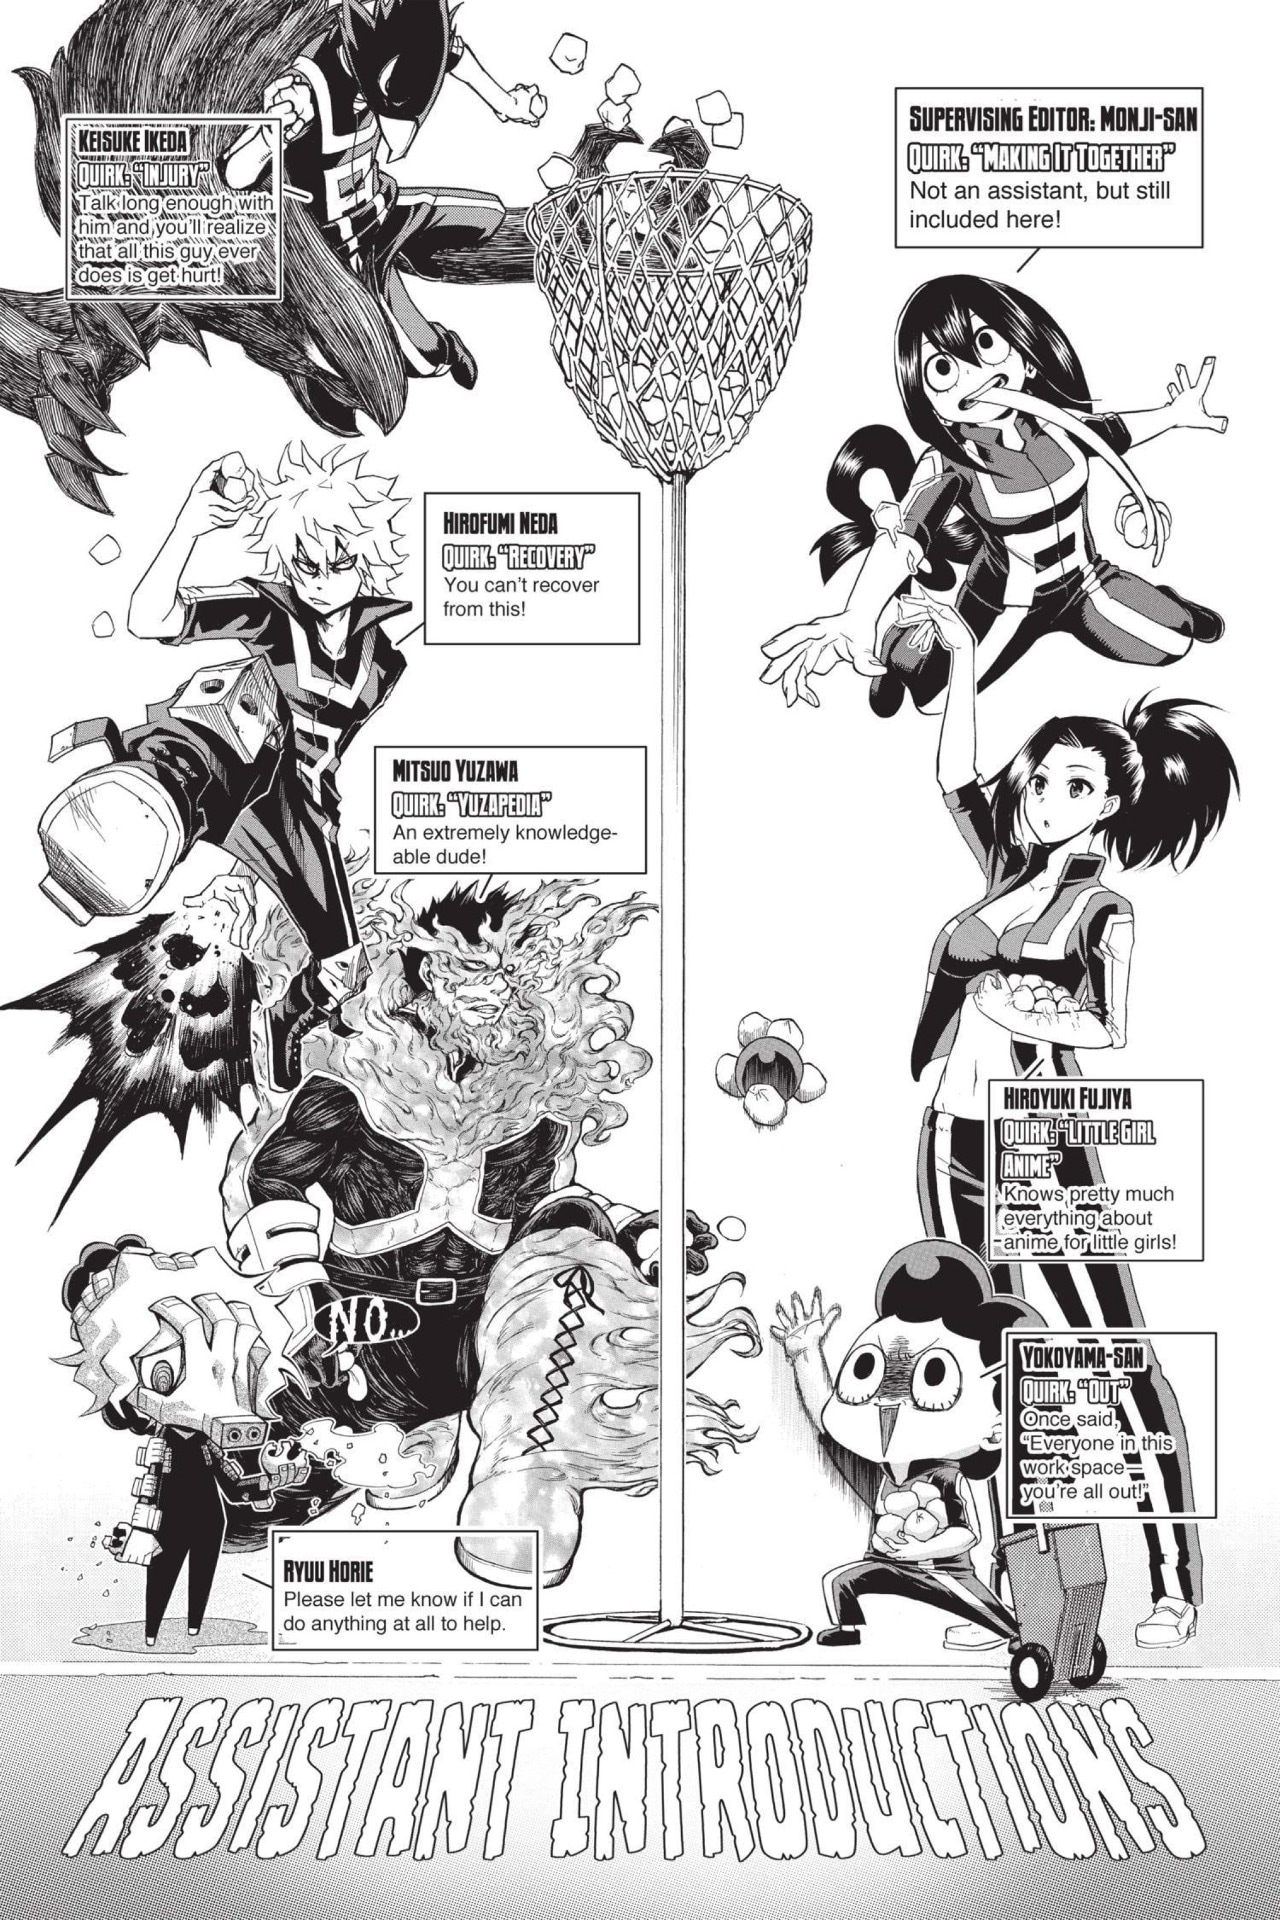 KEISUKE IKEDA
QUIRK: "INJURY"
Talk long enough with
him and you'll realize
that all this guy ever
does is get hurt!
SUPERVISING EDITOR: MONJI-SAN
QUIRK: "MAKING IT TOGETHER"
Not an assistant, but still
included here!
HIROFUMI NEDA
QUIRK: "RECOVERY"
You can't recover
from this!
MITSUO YUZAWA
QUIRK: "YUZAPEDIA"
An extremely knowledge-
able dude!
HIROYUKI FUJIYA
QUIRK: "LITTLE GIRL
ANIME"
Knows pretty much
everything about
anime for little girls!
NO...
YOKOYAMA-SAN
QUIRK: "OUT"
Once said,
"Everyone in this
work space—
you're all out!"
RYUU HORIE
Please let me know if I can
do anything at all to help.
ASSISTANT INTRODUCTIONS